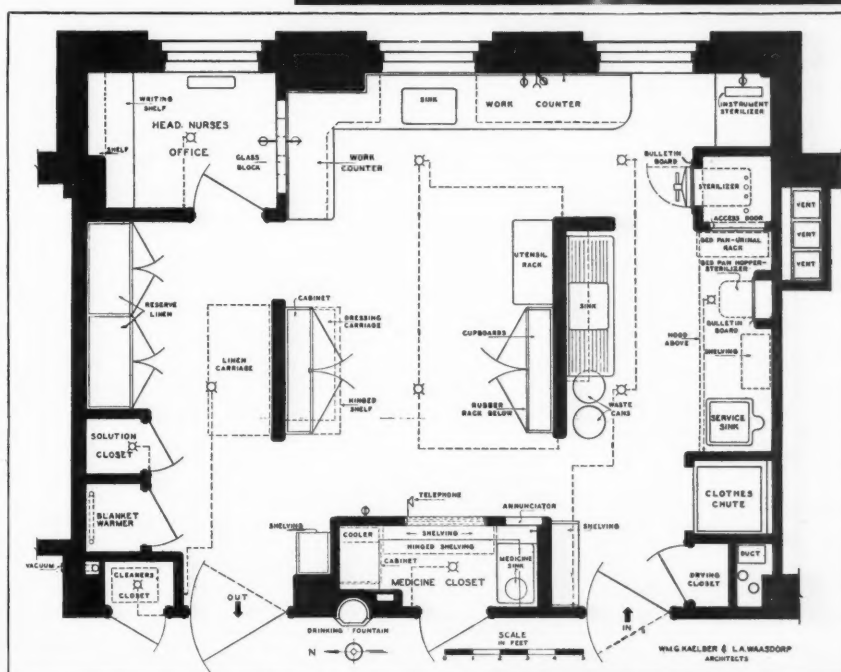 WRITING
SHELF
HEAD NURSES
OFFICE
SHELF
GLASS
BLOCK
WORK
COUNTER
SINK
WORK COUNTER
INSTRUMENT
STERILIZER
BULLETIN
BOARD
STERILIZER
ACCESS DOOR
VENT
VENT
VENT
BED PAN-URINAL
RACK
BED PAN HOPPER-
STERILIZER
UTENSIL
RACK
SINK
CABINET
DRESSING
CARRIAGE
RESERVE
LINEN
LINEN
CARRIAGE
HINGED
SHELF
CUPBOARDS
RUBBER
RACK BELOW
HOOD
ABOVE
BULLETIN
BOARD
SHELVING
WASTE
CANS
SERVICE
SINK
SOLUTION
CLOSET
BLANKET
WARMER
CLOTHES
CHUTE
TELEPHONE
ANNUNCIATOR
SHELVING
COOLER
SHELVING
HINGED SHELVING
SHELVING
CABINET
MEDICINE
SINK
MEDICINE CLOSET
VACUUM
CLEANERS
CLOSET
OUT
DRYING
CLOSET
DUCT
IN
DRINKING FOUNTAIN
N
SCALE
IN FEET
0 1 2 3 4 5
WM.G.KAELBER & L.A.WAASDORP
ARCHITECTS